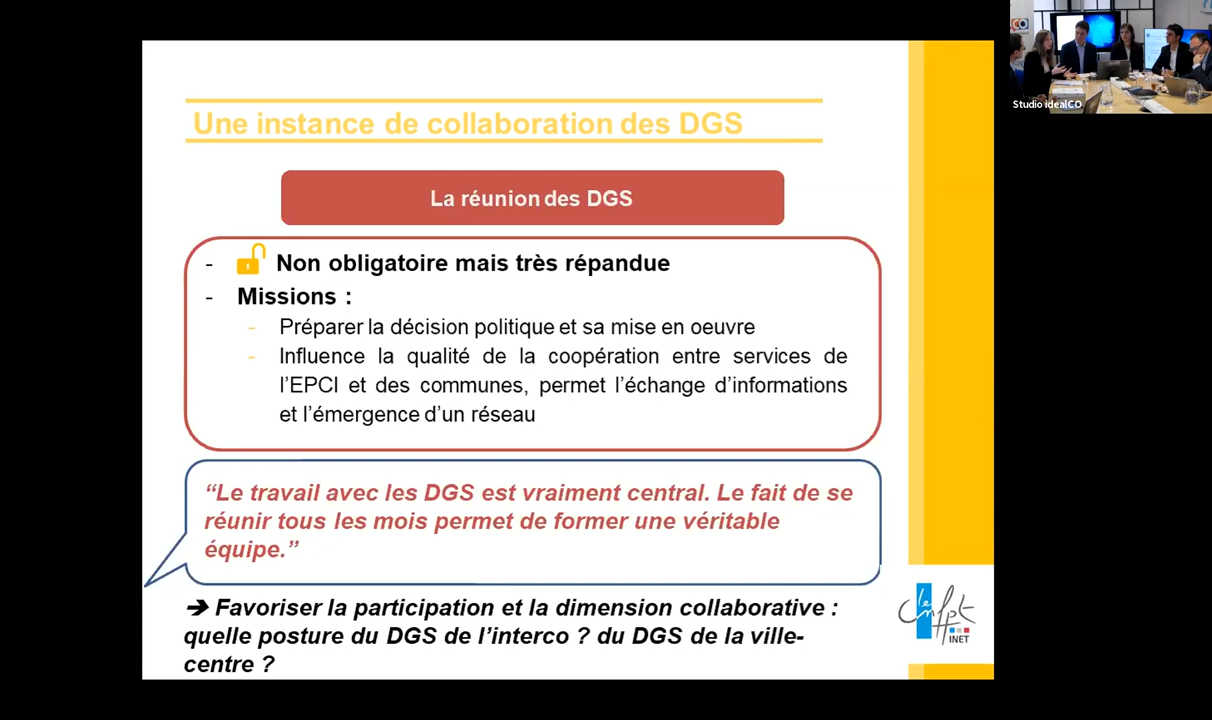 Studio idealCO
Une instance de collaboration des DGS
La réunion des DGS
- Non obligatoire mais très répandue
- Missions :
- Préparer la décision politique et sa mise en oeuvre
- Influence la qualité de la coopération entre services de
l’EPCI et des communes, permet l’échange d’informations
et l’émergence d’un réseau
“Le travail avec les DGS est vraiment central. Le fait de se
réunir tous les mois permet de former une véritable
équipe.”
➔ Favoriser la participation et la dimension collaborative :
quelle posture du DGS de l’interco ? du DGS de la ville-
centre ?
le cnfpt
INET